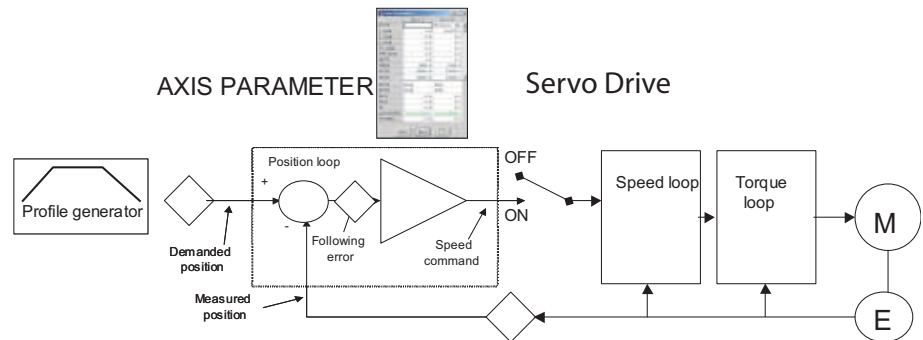 AXIS PARAMETER
Servo Drive
Position loop
OFF
Speed loop
Torque
loop
+
Profile generator
ON
M
-
Following
error
Speed
command
Demanded
position
Measured
position
E